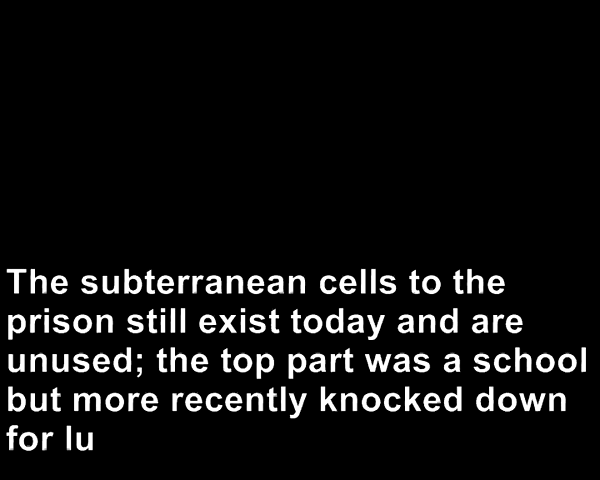 The subterranean cells to the
prison still exist today and are
unused; the top part was a school
but more recently knocked down
for lu